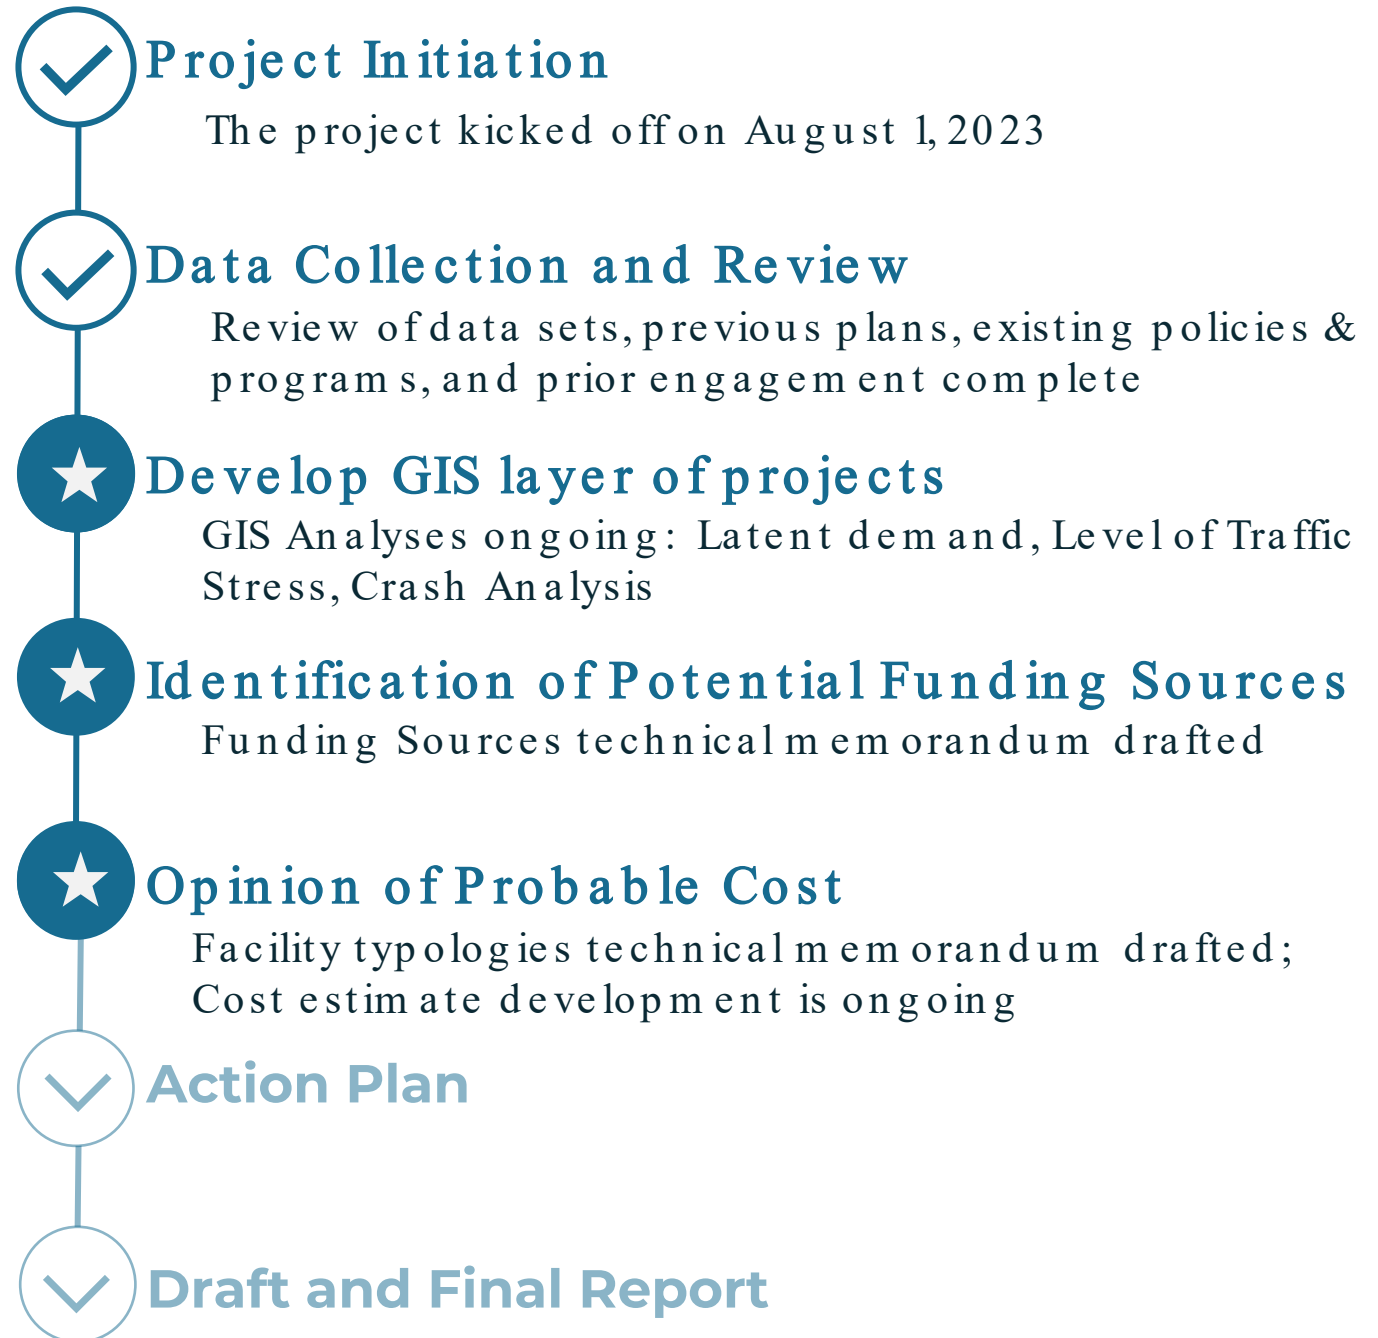 Project Initiation
The project kicked off on August 1, 2023
Data Collection and Review
Review of data sets, previous plans, existing policies &
programs, and prior engagement complete
Develop GIS layer of projects
GIS Analyses ongoing: Latent demand, Level of Traffic
Stress, Crash Analysis
Identification of Potential Funding Sources
Funding Sources technical memorandum drafted
Opinion of Probable Cost
Facility typologies technical memorandum drafted;
Cost estimate development is ongoing
Action Plan
Draft and Final Report